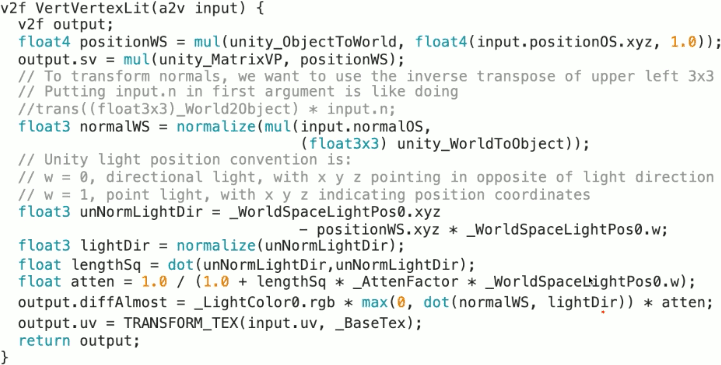 v2f VertVertexLit(a2v input) {
v2f output;
float4 positionWS = mul(unity_ObjectToWorld, float4(input.positionOS.xyz, 1.0));
output.sv = mul(unity_MatrixVP, positionWS);
// To transform normals, we want to use the inverse transpose of upper left 3x3
// Putting input.n in first argument is like doing
//trans((float3x3)_World2Object) * input.n;
float3 normalWS = normalize(mul(input.normalOS,
(float3x3) unity_WorldToObject));
// Unity light position convention is:
// w = 0, directional light, with x y z pointing in opposite of light direction
// w = 1, point light, with x y z indicating position coordinates
float3 unNormLightDir = _WorldSpaceLightPos0.xyz
- positionWS.xyz * _WorldSpaceLightPos0.w;
float3 lightDir = normalize(unNormLightDir);
float lengthSq = dot(unNormLightDir,unNormLightDir);
float atten = 1.0 / (1.0 + lengthSq * _AttenFactor * _WorldSpaceLightPos0.w);
output.diffAlmost = _LightColor0.rgb * max(0, dot(normalWS, lightDir)) * atten;
output.uv = TRANSFORM_TEX(input.uv, _BaseTex);
return output;
}